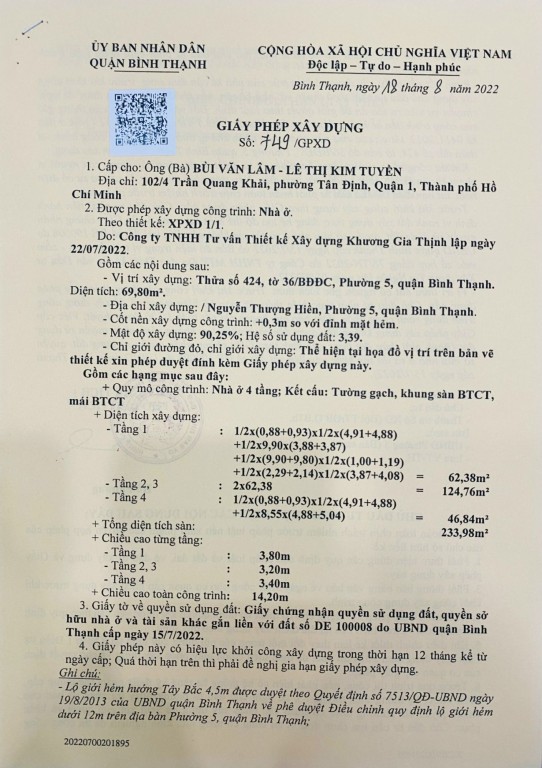 ỦY BAN NHÂN DÂN
QUẬN BÌNH THẠNH
CỘNG HÒA XÃ HỘI CHỦ NGHĨA VIỆT NAM
Độc lập – Tự do – Hạnh phúc
Bình Thạnh, ngày 18 tháng 8 năm 2022
GIẤY PHÉP XÂY DỰNG
Số: 749 /GPXD
1. Cấp cho: Ông (Bà) BÙI VĂN LÂM - LÊ THỊ KIM TUYỀN
Địa chỉ: 102/4 Trần Quang Khải, phường Tân Định, Quận 1, Thành phố Hồ
Chí Minh
2. Được phép xây dựng công trình: Nhà ở.
Theo thiết kế: XPXD 1/1.
Do: Công ty TNHH Tư vấn Thiết kế Xây dựng Khương Gia Thịnh lập ngày
22/07/2022.
Gồm các nội dung sau:
- Vị trí xây dựng: Thửa số 424, tờ 36/BĐĐC, Phường 5, quận Bình Thạnh.
Diện tích: 69,80m².
- Địa chỉ xây dựng: / Nguyễn Thượng Hiền, Phường 5, quận Bình Thạnh.
- Cốt nền xây dựng công trình: +0,3m so với đỉnh mặt hẻm.
- Mật độ xây dựng: 90,25%; Hệ số sử dụng đất: 3,39.
- Chỉ giới đường đỏ, chỉ giới xây dựng: Thể hiện tại họa đồ vị trí trên bản vẽ
thiết kế xin phép duyệt đính kèm Giấy phép xây dựng này.
Gồm các hạng mục sau đây:
+ Quy mô công trình: Nhà ở 4 tầng; Kết cấu: Tường gạch, khung sàn BTCT,
mái BTCT
+ Diện tích xây dựng:
- Tầng 1 : 1/2x(0,88+0,93)x1/2x(4,91+4,88)
+1/2x9,90x(3,88+3,87)
+1/2x(9,90+9,80)x1/2x(1,00+1,19)
+1/2x(2,29+2,14)x1/2x(3,87+4,08) = 62,38m²
- Tầng 2, 3 : 2x62,38 = 124,76m²
- Tầng 4 : 1/2x(0,88+0,93)x1/2x(4,91+4,88)
+1/2x8,55x(4,88+5,04) = 46,84m²
+ Tổng diện tích sàn: 233,98m²
+ Chiều cao từng tầng:
- Tầng 1 : 3,80m
- Tầng 2, 3 : 3,20m
- Tầng 4 : 3,40m
+ Chiều cao toàn công trình: 14,20m
3. Giấy tờ về quyền sử dụng đất: Giấy chứng nhận quyền sử dụng đất, quyền sở
hữu nhà ở và tài sản khác gắn liền với đất số DE 100008 do UBND quận Bình
Thạnh cấp ngày 15/7/2022.
4. Giấy phép này có hiệu lực khởi công xây dựng trong thời hạn 12 tháng kể từ
ngày cấp; Quá thời hạn trên thì phải đề nghị gia hạn giấy phép xây dựng.
Ghi chú:
- Lộ giới hẻm hướng Tây Bắc 4,5m được duyệt theo Quyết định số 7513/QĐ-UBND ngày
19/8/2013 của UBND quận Bình Thạnh về phê duyệt Điều chỉnh quy định lộ giới hẻm
dưới 12m trên địa bàn Phường 5, quận Bình Thạnh;
20220700201895